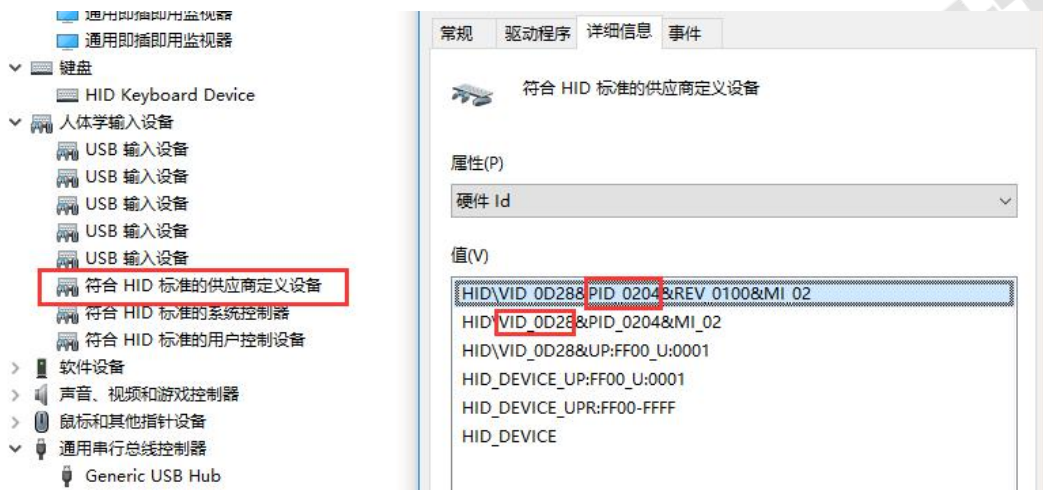 通用即插即用监视器
通用即插即用监视器
键盘
HID Keyboard Device
人体学输入设备
USB 输入设备
USB 输入设备
USB 输入设备
USB 输入设备
USB 输入设备
符合 HID 标准的供应商定义设备
符合 HID 标准的系统控制器
符合 HID 标准的用户控制设备
软件设备
声音、视频和游戏控制器
鼠标和其他指针设备
通用串行总线控制器
Generic USB Hub
常规 驱动程序 详细信息 事件
符合 HID 标准的供应商定义设备
属性(P)
硬件 Id
值(V)
HID\VID_0D28&PID_0204&REV_0100&MI_02
HID\VID_0D28&PID_0204&MI_02
HID\VID_0D28&UP:FF00_U:0001
HID_DEVICE_UP:FF00_U:0001
HID_DEVICE_UPR:FF00-FFFF
HID_DEVICE